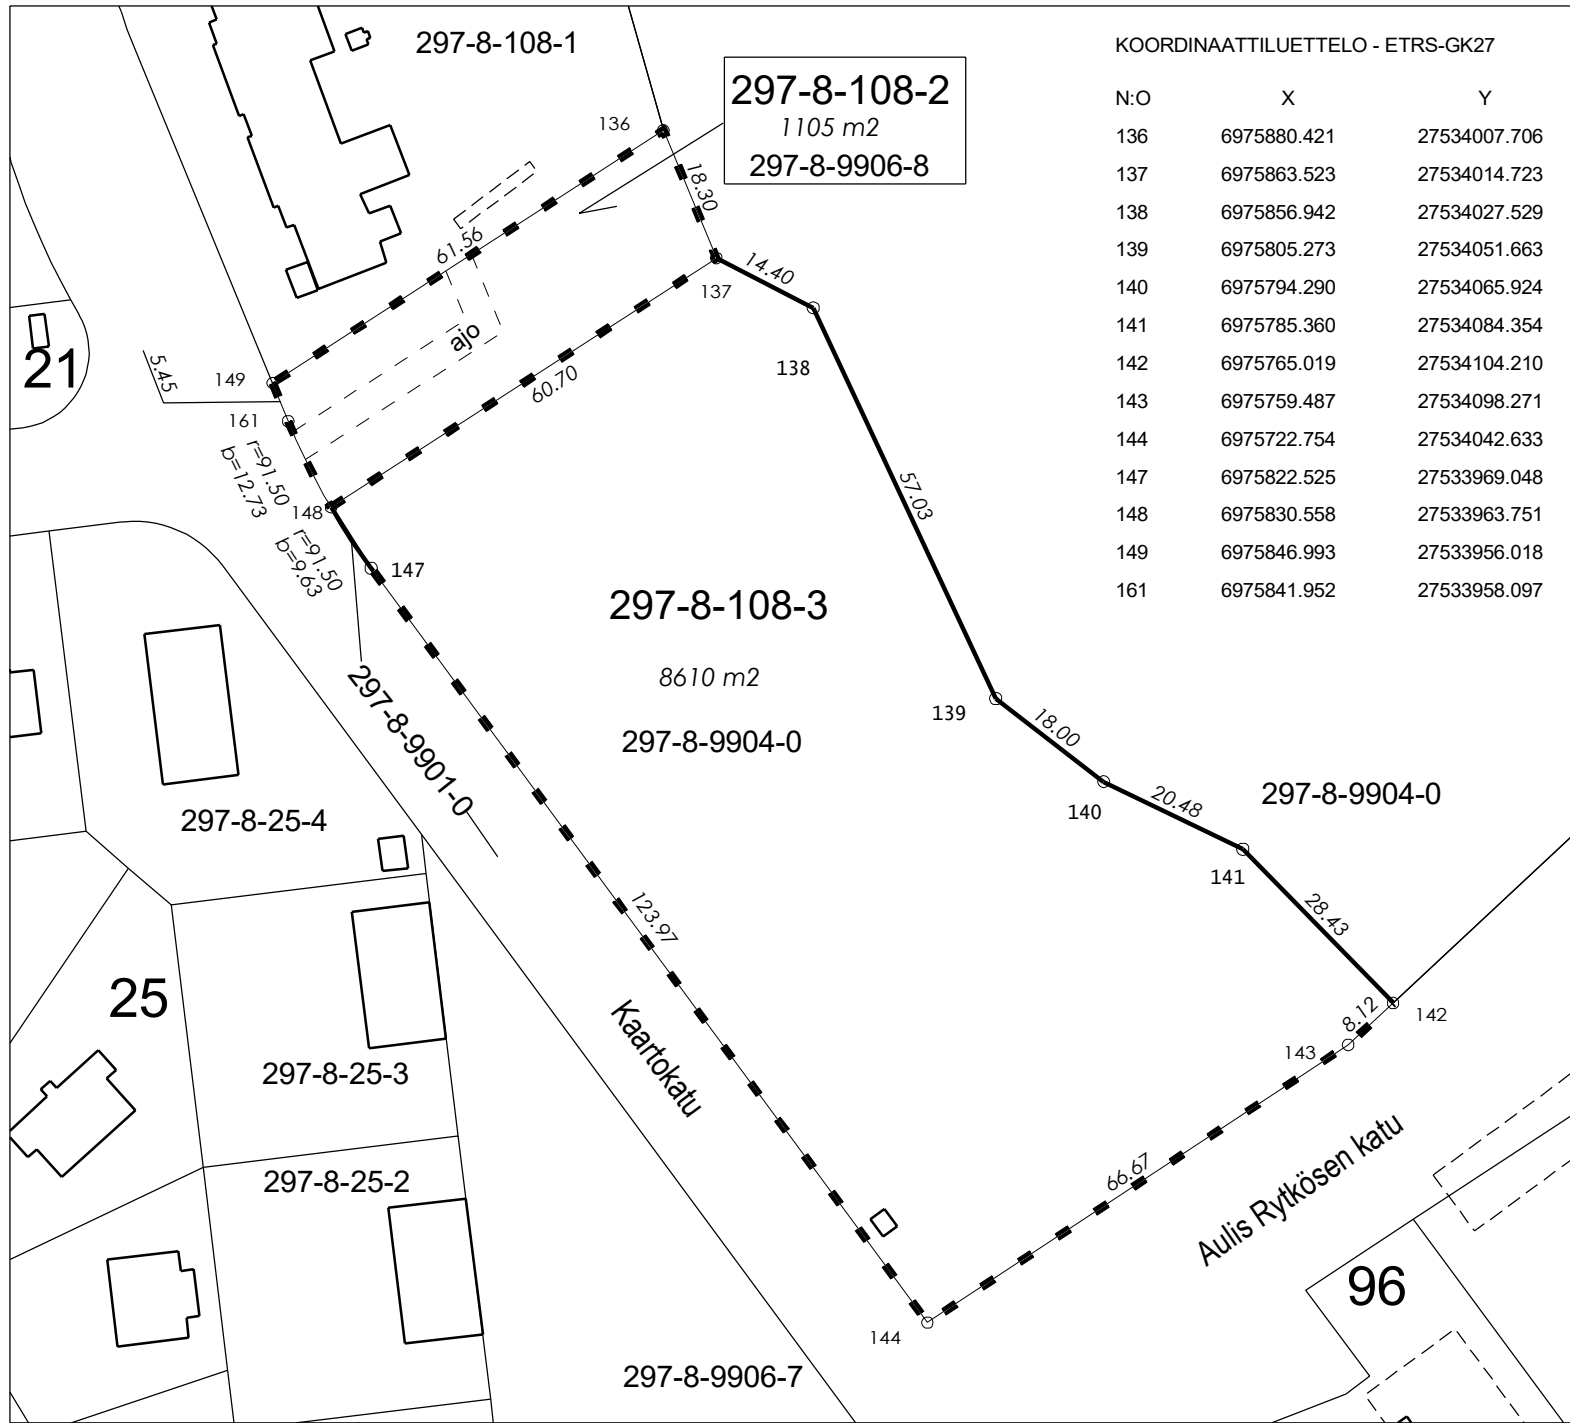 297-8-108-1
297-8-108-2
1105 m2
297-8-9906-8
KOORDINAATTILUETTELO - ETRS-GK27
N:O X Y
136 6975880.421 27534007.706
137 6975863.523 27534014.723
138 6975856.942 27534027.529
139 6975805.273 27534051.663
140 6975794.290 27534065.924
141 6975785.360 27534084.354
142 6975765.019 27534104.210
143 6975759.487 27534098.271
144 6975722.754 27534042.633
147 6975822.525 27533969.048
148 6975830.558 27533963.751
149 6975846.993 27533956.018
161 6975841.952 27533958.097
136
18.30
61.56
14.40
137
ajo
21
5.45
149
138
60.70
161
r=91.50
b=12.73
148
57.03
r=91.50
b=9.63
147
297-8-108-3
8610 m2
297-8-9904-0
297-8-9901-0
139
18.00
297-8-9904-0
297-8-25-4
140
20.48
141
28.43
123.97
25
142
8.12
143
Kaartokatu
297-8-25-3
66.67
Aulis Rytkösen katu
297-8-25-2
96
144
297-8-9906-7